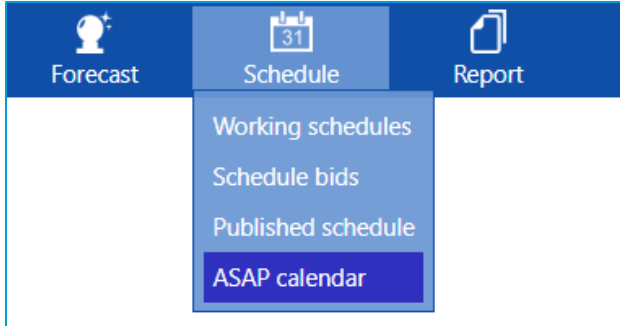 31
Forecast
Schedule
Report
Working schedules
Schedule bids
Published schedule
ASAP calendar